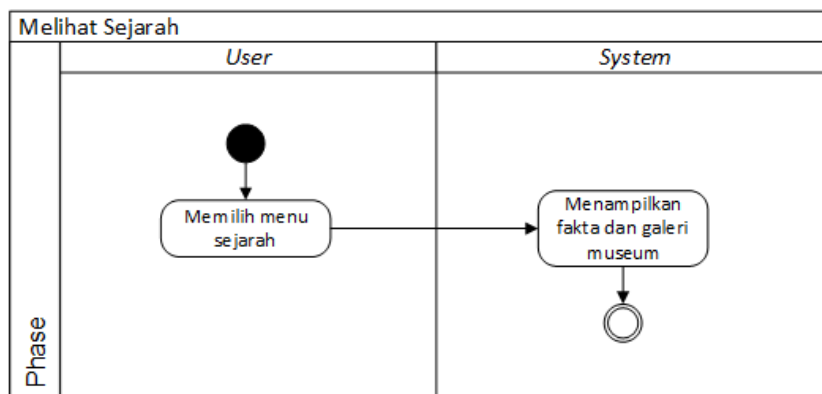 Melihat Sejarah
User
System
Memilih menu
sejarah
Menampilkan
fakta dan galeri
museum
Phase